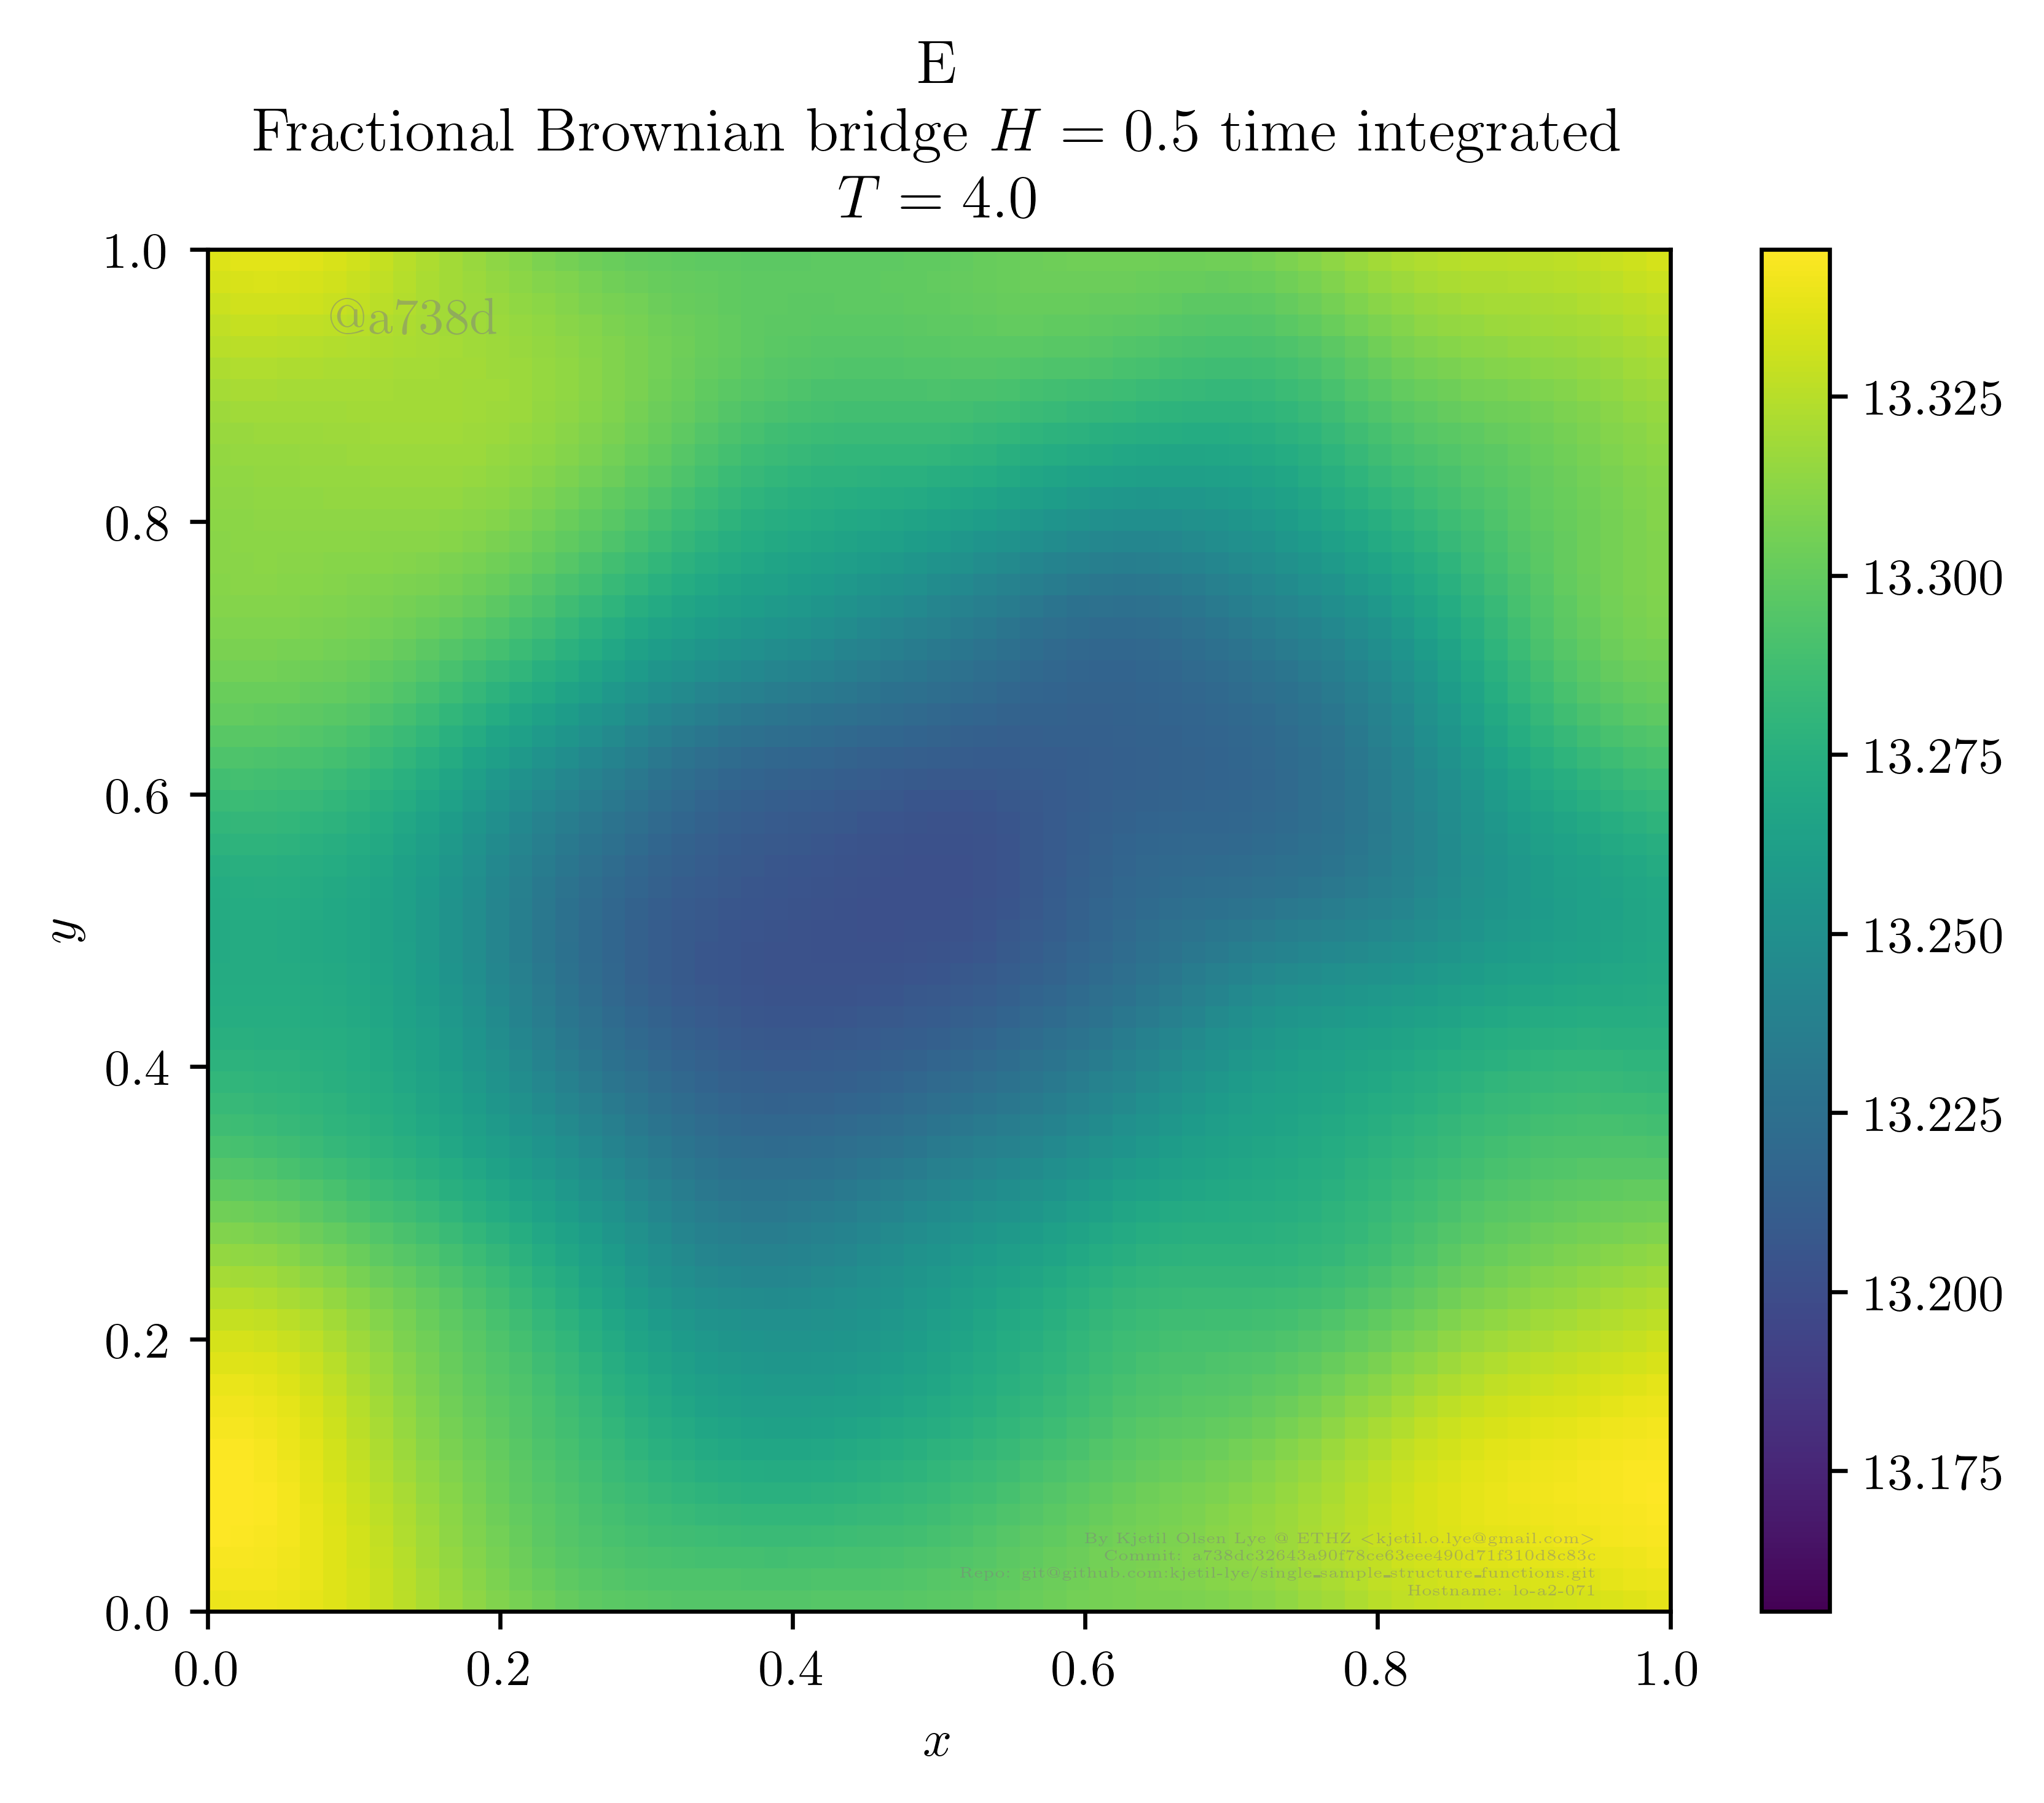 E
Fractional Brownian bridge H = 0.5 time integrated
T = 4.0
1.0
0.8
0.6
0.4
0.2
0.0
y
0.0 0.2 0.4 0.6 0.8 1.0
x
@a738d
By Kjetil Olsen Lye @ ETHZ <kjetil.o.lye@gmail.com>
Commit: a738dc32643a90f78ce63eee490d71f310d8c83c
Repo: git@github.com:kjetil-lye/single_sample_structure_functions.git
Hostname: lo-a2-071
13.325
13.300
13.275
13.250
13.225
13.200
13.175